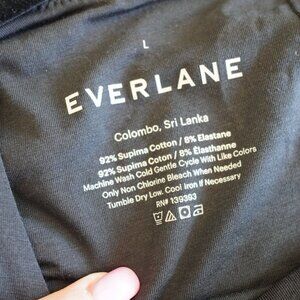 L
EVERLANE
Colombo, Sri Lanka
92% Supima Cotton / 8% Elastane
92% Supima Coton / 8% Élasthanne
Machine Wash Cold Gentle Cycle With Like Colors
Only Non Chlorine Bleach When Needed
Tumble Dry Low. Cool Iron If Necessary
RN# 139363